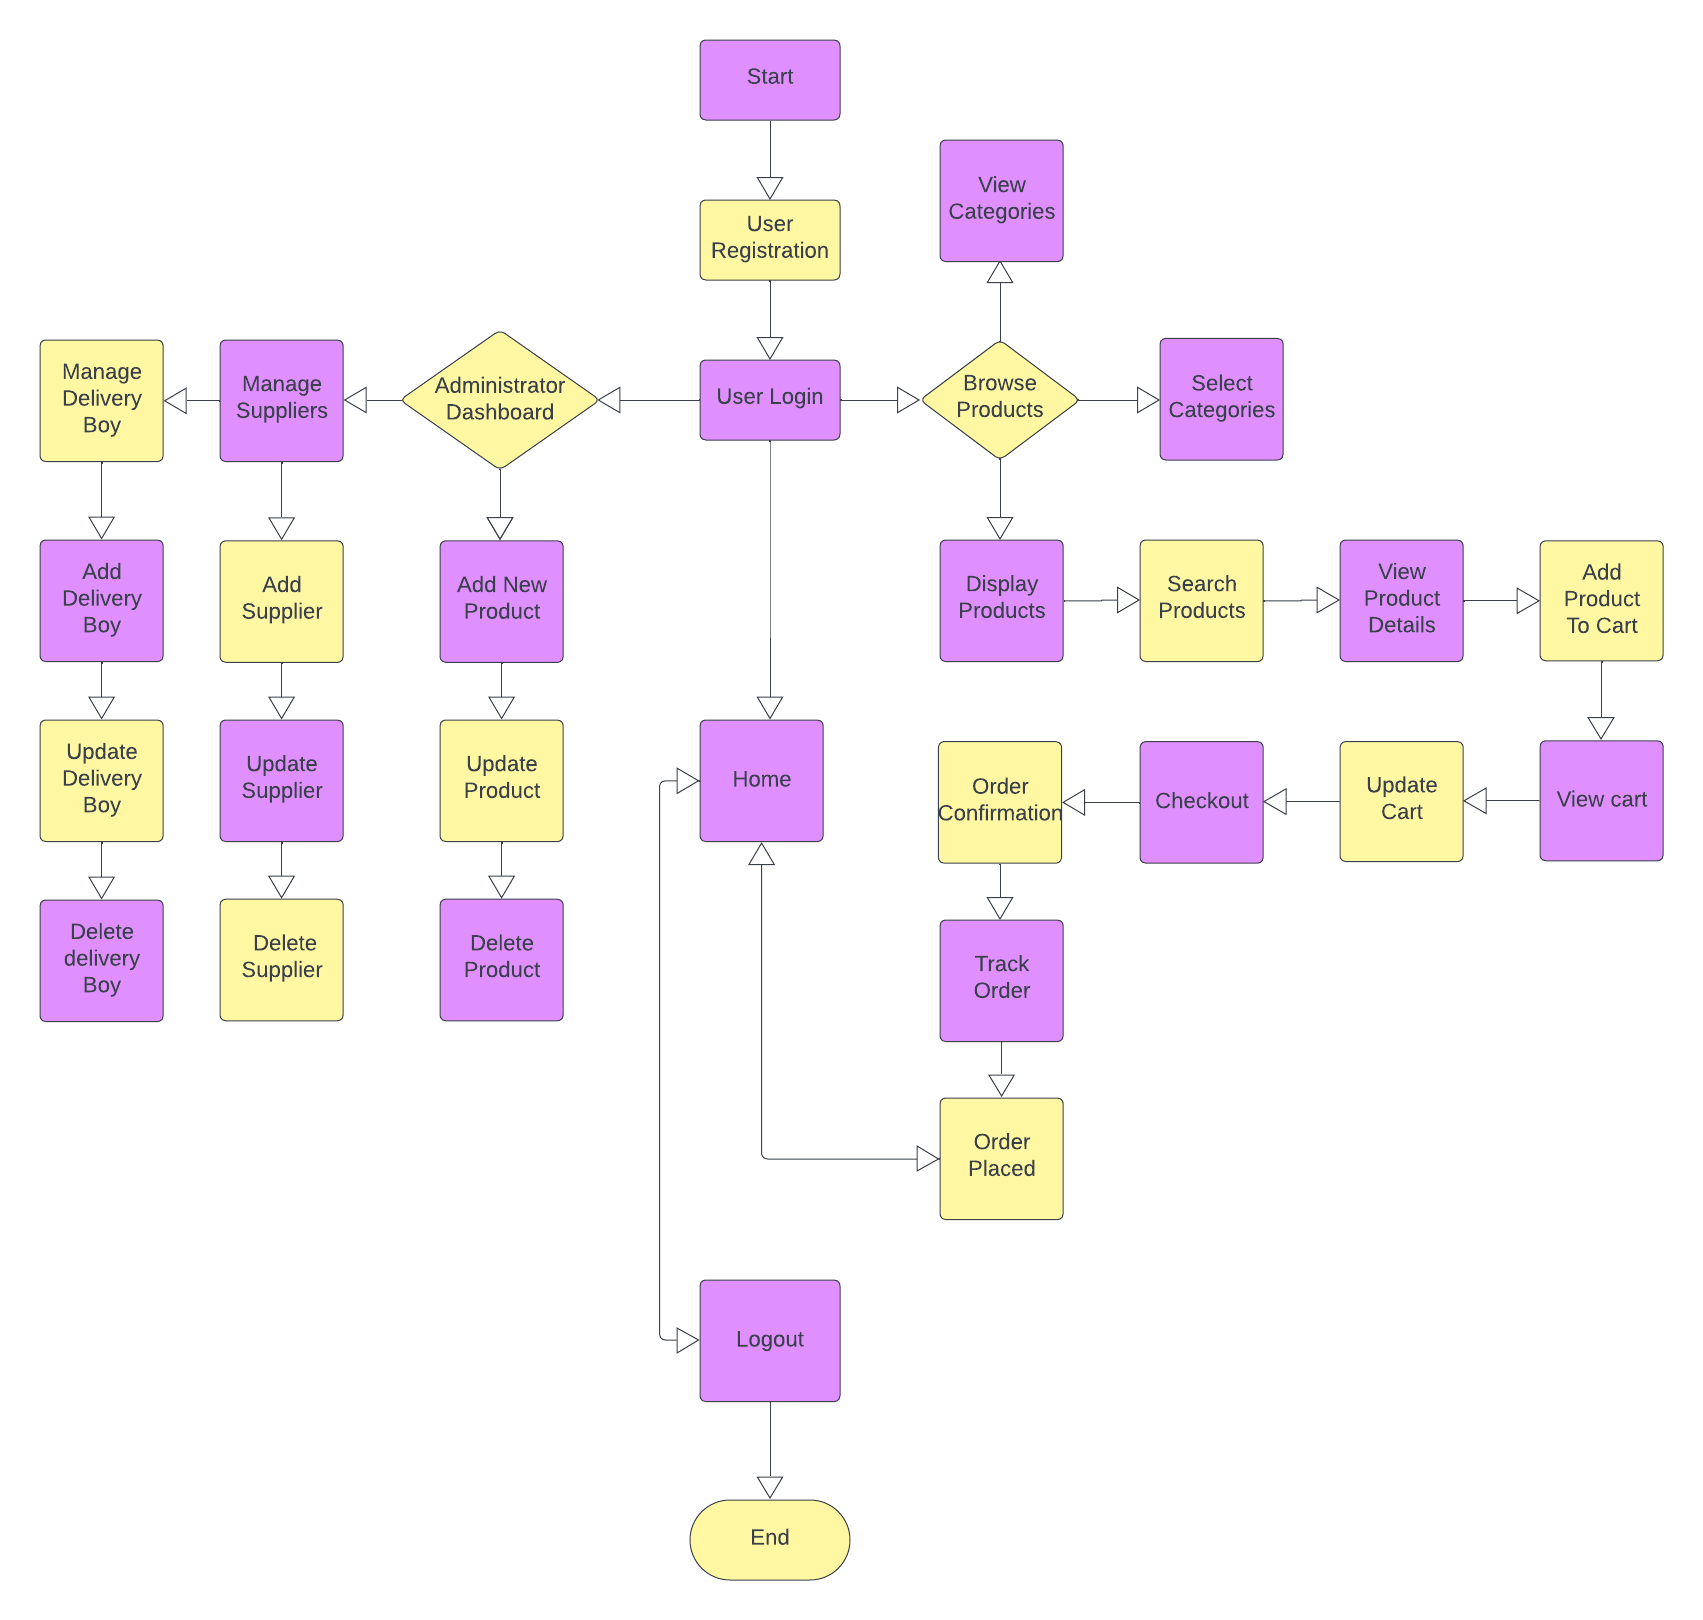 Start
User
Registration
View
Categories
Manage
Delivery
Boy
Manage
Suppliers
Administrator
Dashboard
User Login
Browse
Products
Select
Categories
Add
Delivery
Boy
Add
Supplier
Add New
Product
Display
Products
Search
Products
View
Product
Details
Add
Product
To Cart
Update
Delivery
Boy
Update
Supplier
Update
Product
Home
Order
Confirmation
Checkout
Update
Cart
View cart
Delete
delivery
Boy
Delete
Supplier
Delete
Product
Track
Order
Order
Placed
Logout
End